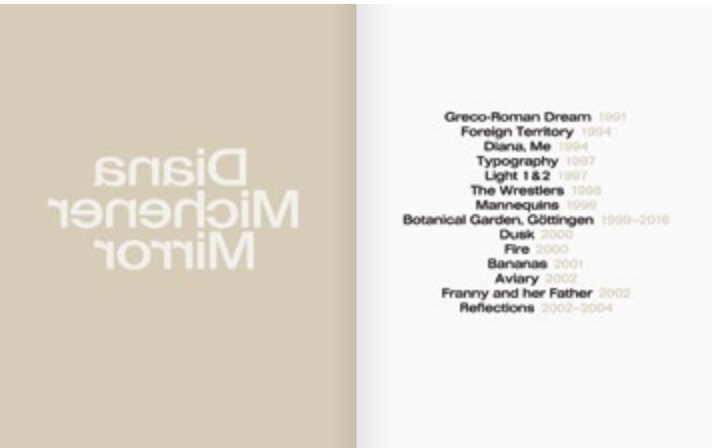 Diana
Michener
Mirror
Greco-Roman Dream 1991
Foreign Territory 1994
Diana, Me 1994
Typography 1997
Light 1 & 2 1997
The Wrestlers 1998
Mannequins 1999
Botanical Garden, Göttingen 1999–2016
Dusk 2000
Fire 2000
Bananas 2001
Aviary 2002
Franny and her Father 2002
Reflections 2002–2004